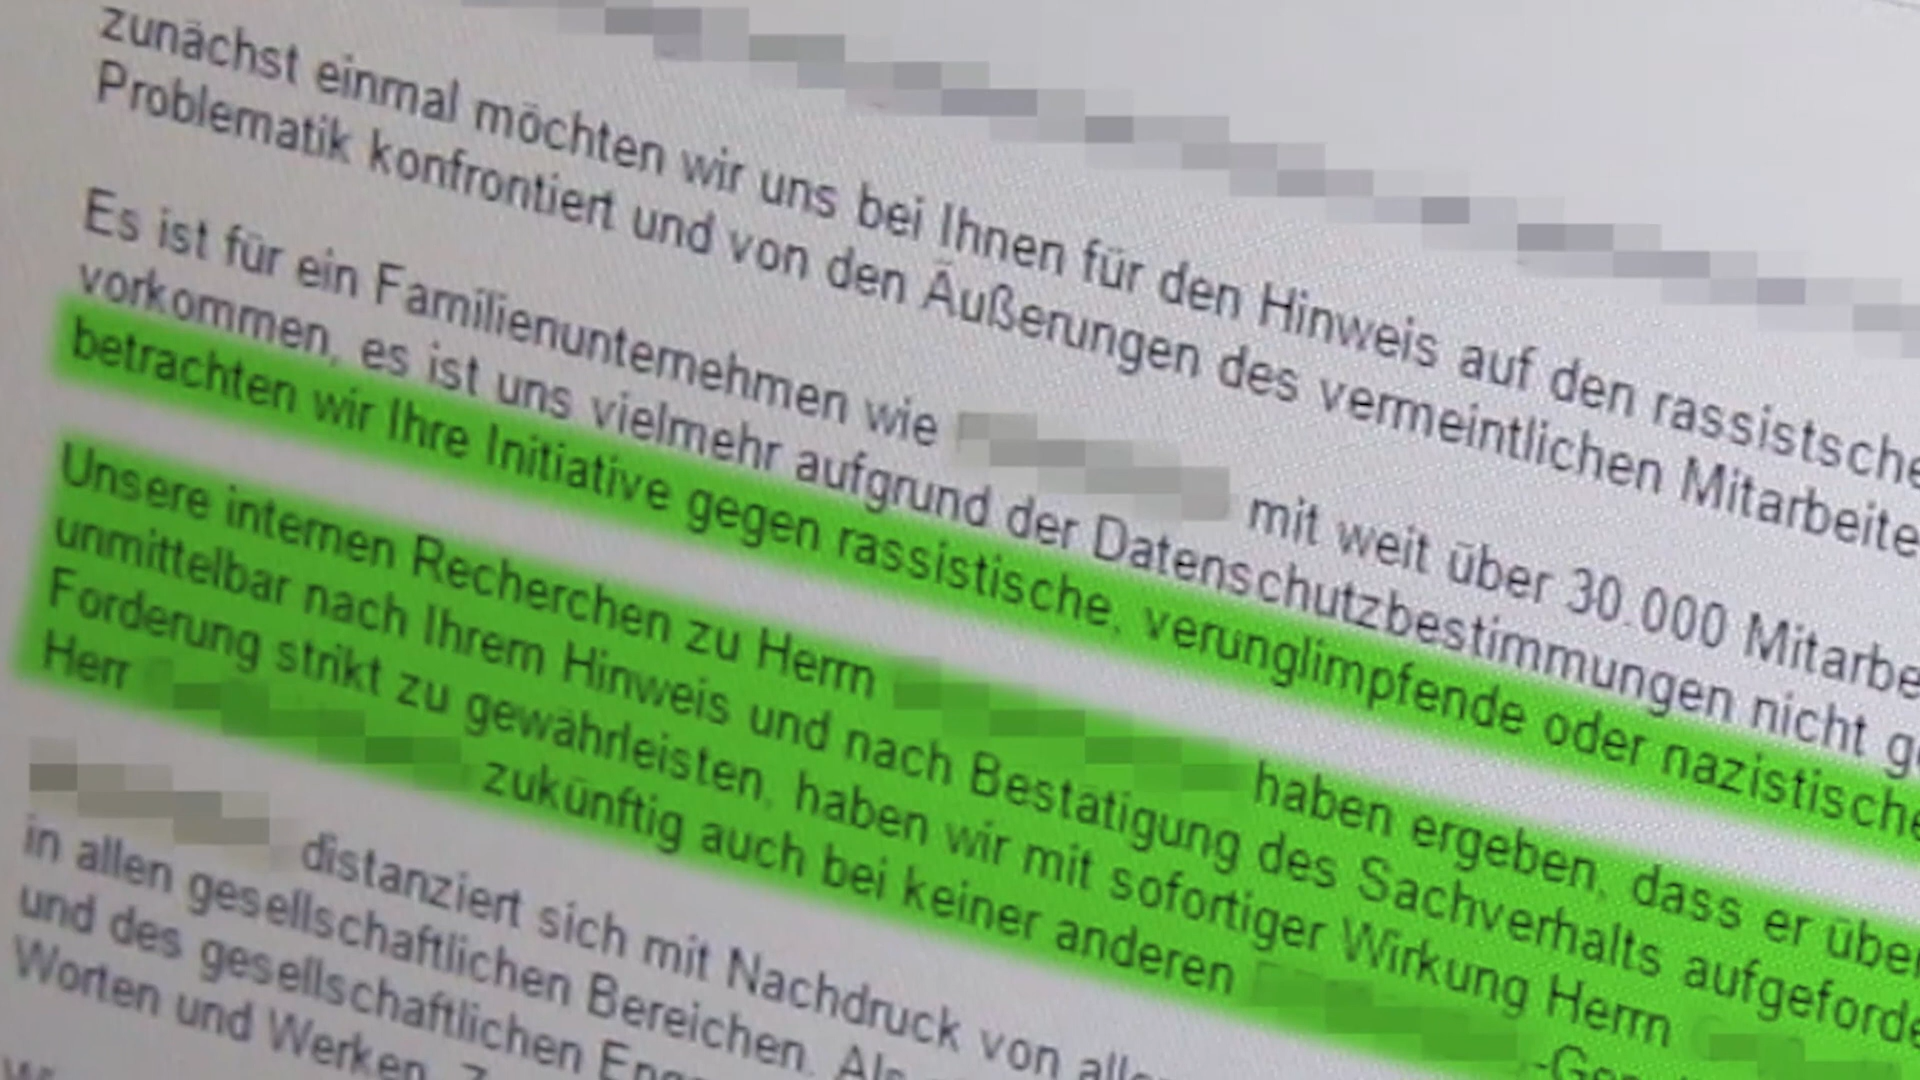 zunächst einmal möchten wir uns bei Ihnen für den Hinweis auf den rassistsche
Problematik konfrontiert und von den Äußerungen des vermeintlichen Mitarbeite
Es ist für ein Familienunternehmen wie mit weit über 30.000 Mitarbe
vorkommen, es ist uns vielmehr aufgrund der Datenschutzbestimmungen nicht g
betrachten wir Ihre Initiative gegen rassistische, verunglimpfende oder nazistische
Unsere internen Recherchen zu Herrn haben ergeben, dass er über
unmittelbar nach Ihrem Hinweis und nach Bestätigung des Sachverhalts aufgeforde
Forderung strikt zu gewährleisten, haben wir mit sofortiger Wirkung Herrn
Herr zukünftig auch bei keiner anderen
distanziert sich mit Nachdruck von alle
in allen gesellschaftlichen Bereichen. Als
und des gesellschaftlichen
Worten und Werken.